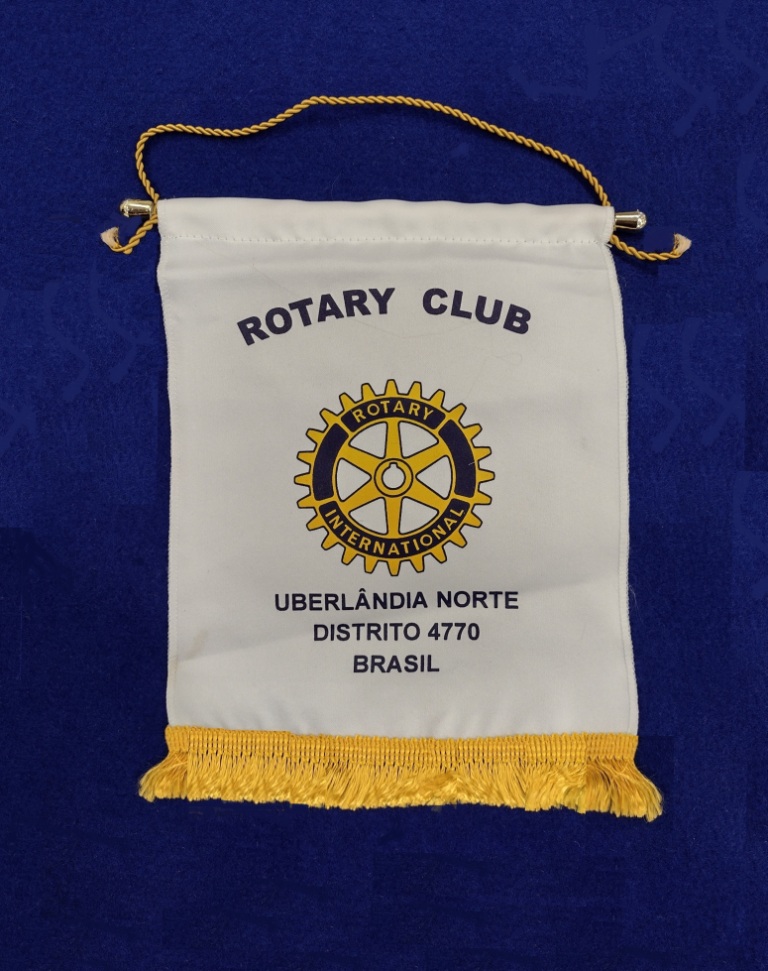 ROTARY CLUB
ROTARY
INTERNATIONAL
UBERLÂNDIA NORTE
DISTRITO 4770
BRASIL